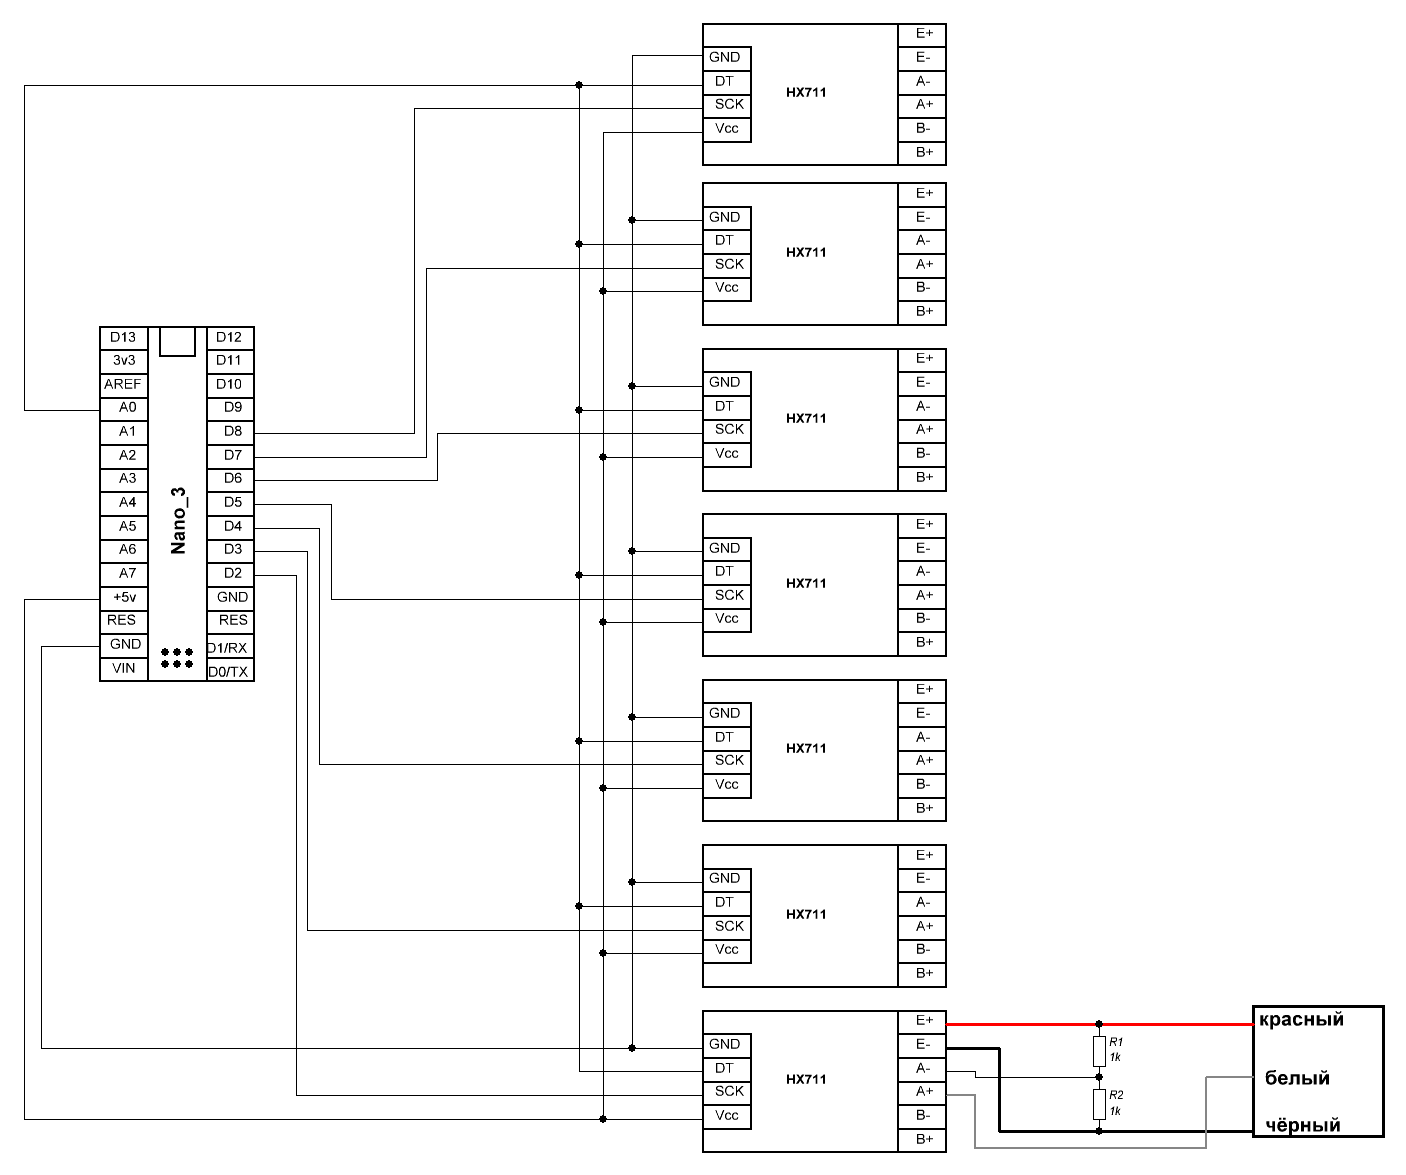 D13
3v3
AREF
A0
A1
A2
A3
A4
A5
A6
A7
+5v
RES
GND
VIN
Nano_3
D12
D11
D10
D9
D8
D7
D6
D5
D4
D3
D2
GND
RES
D1/RX
D0/TX
GND
DT
SCK
Vcc
HX711
E+
E-
A-
A+
B-
B+
GND
DT
SCK
Vcc
HX711
E+
E-
A-
A+
B-
B+
GND
DT
SCK
Vcc
HX711
E+
E-
A-
A+
B-
B+
GND
DT
SCK
Vcc
HX711
E+
E-
A-
A+
B-
B+
GND
DT
SCK
Vcc
HX711
E+
E-
A-
A+
B-
B+
GND
DT
SCK
Vcc
HX711
E+
E-
A-
A+
B-
B+
GND
DT
SCK
Vcc
HX711
E+
E-
A-
A+
B-
B+
R1
1k
R2
1k
красный
белый
чёрный